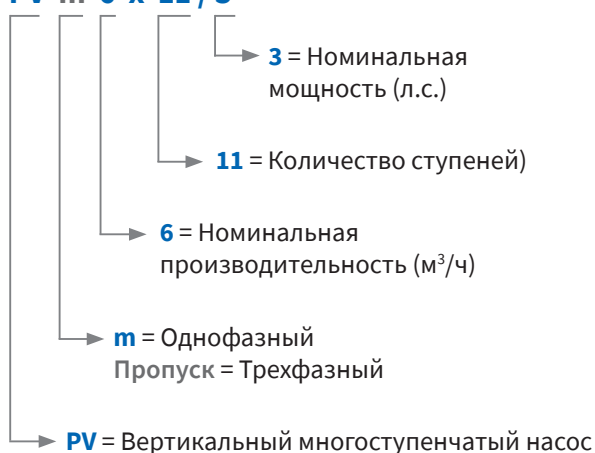 3 = Номинальная
мощность (л.с.)
11 = Количество ступеней)
6 = Номинальная
производительность (м³/ч)
m = Однофазный
Пропуск = Трехфазный
PV = Вертикальный многоступенчатый насос